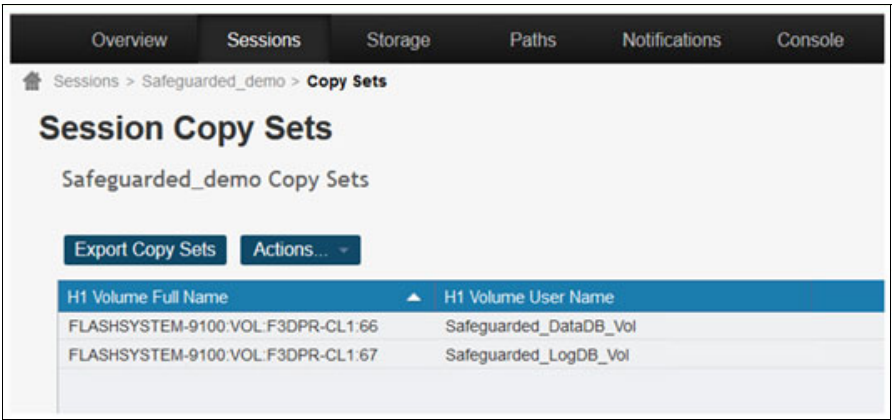 Overview Sessions Storage Paths Notifications Console
Sessions > Safeguarded_demo > Copy Sets
Session Copy Sets
Safeguarded_demo Copy Sets
Export Copy Sets Actions...
H1 Volume Full Name H1 Volume User Name
FLASHSYSTEM-9100:VOL:F3DPR-CL1:66 Safeguarded_DataDB_Vol
FLASHSYSTEM-9100:VOL:F3DPR-CL1:67 Safeguarded_LogDB_Vol